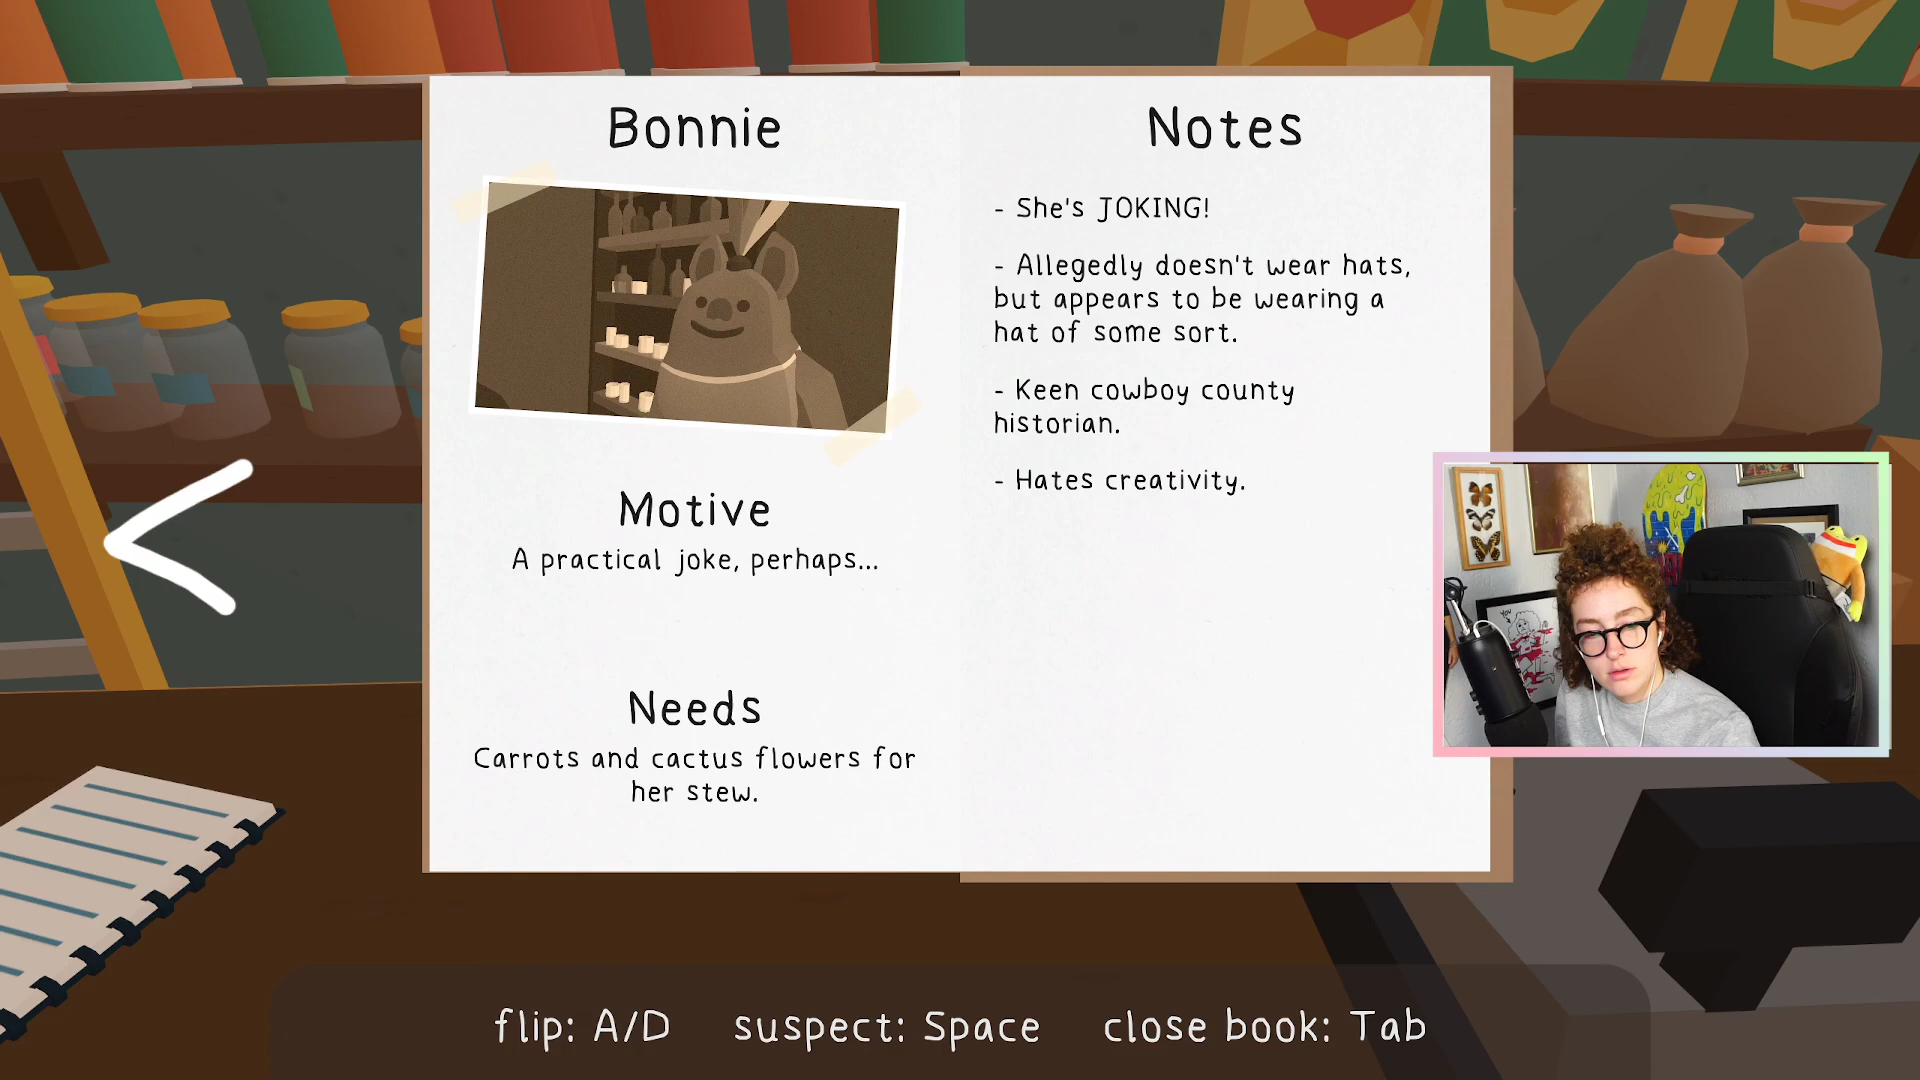 Bonnie
Motive
A practical joke, perhaps...
Needs
Carrots and cactus flowers for
her stew.
Notes
- She's JOKING!
- Allegedly doesn't wear hats,
but appears to be wearing a
hat of some sort.
- Keen cowboy county
historian.
- Hates creativity.
YOU
flip: A/D suspect: Space close book: Tab